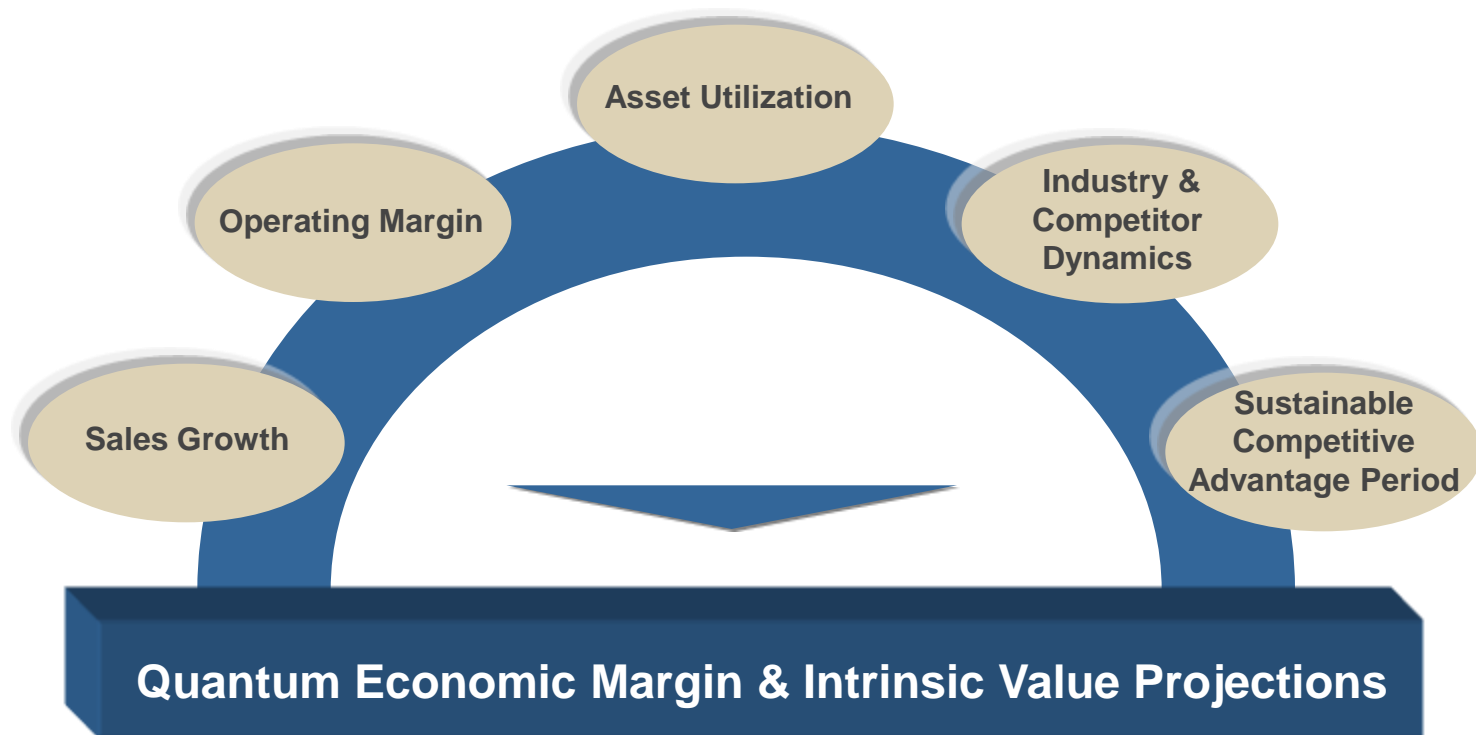 Asset Utilization
Operating Margin
Industry &
Competitor
Dynamics
Sales Growth
Sustainable
Competitive
Advantage Period
Quantum Economic Margin & Intrinsic Value Projections